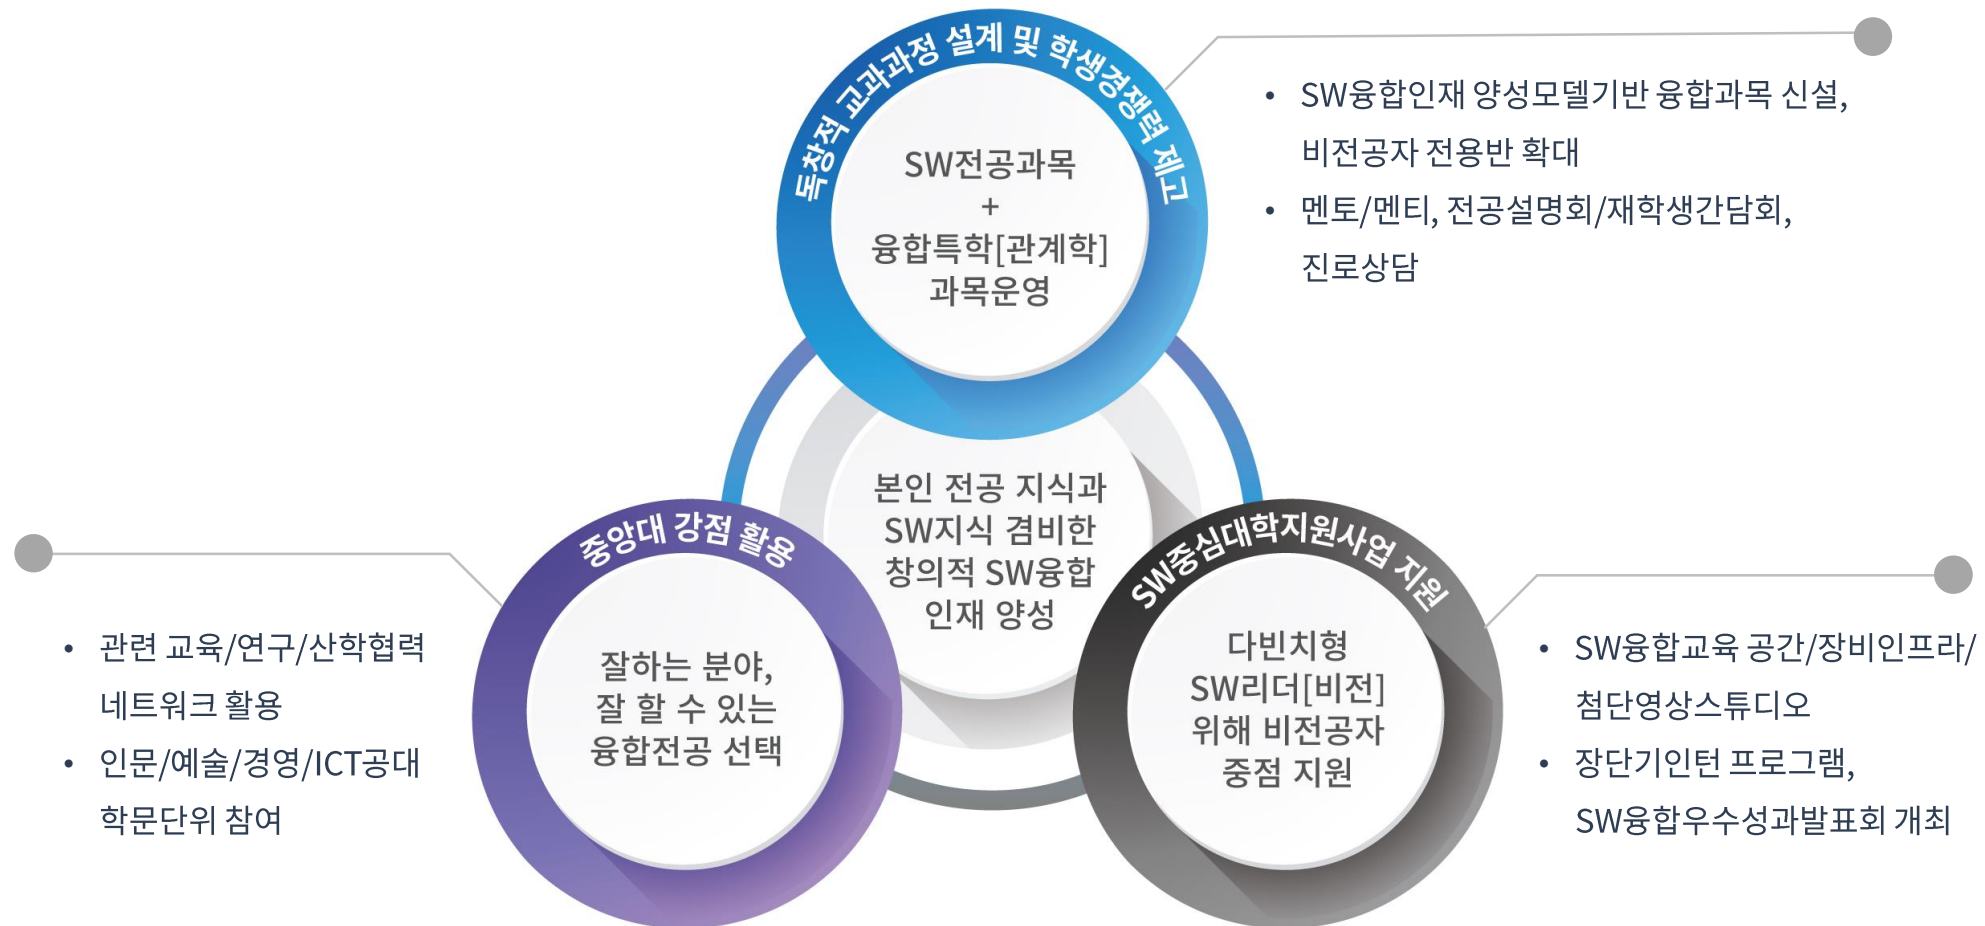 독창적 교과과정 설계 및 학생경쟁력 제고
SW전공과목
+
융합특학[관계학]
과목운영
• SW융합인재 양성모델기반 융합과목 신설,
비전공자 전용반 확대
• 멘토/멘티, 전공설명회/재학생간담회,
진로상담
본인 전공 지식과
SW지식 겸비한
창의적 SW융합
인재 양성
중앙대 강점 활용
잘하는 분야,
잘 할 수 있는
융합전공 선택
• 관련 교육/연구/산학협력
네트워크 활용
• 인문/예술/경영/ICT공대
학문단위 참여
SW중심대학지원사업 지원
다빈치형
SW리더[비전]
위해 비전공자
중점 지원
• SW융합교육 공간/장비인프라/
첨단영상스튜디오
• 장단기인턴 프로그램,
SW융합우수성과발표회 개최